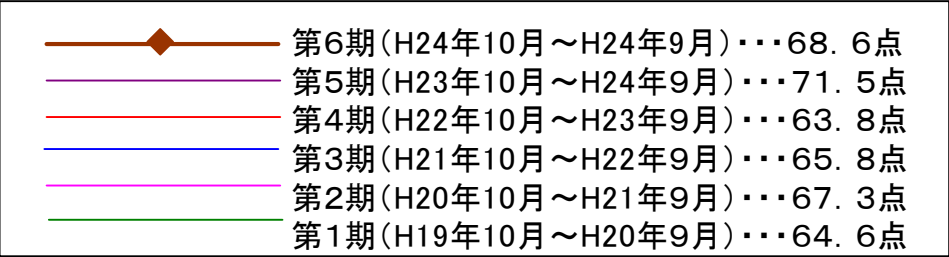 第6期(H24年10月～H24年9月)・・・68．6点
第5期(H23年10月～H24年9月)・・・71．5点
第4期(H22年10月～H23年9月)・・・63．8点
第3期(H21年10月～H22年9月)・・・65．8点
第2期(H20年10月～H21年9月)・・・67．3点
第1期(H19年10月～H20年9月)・・・64．6点